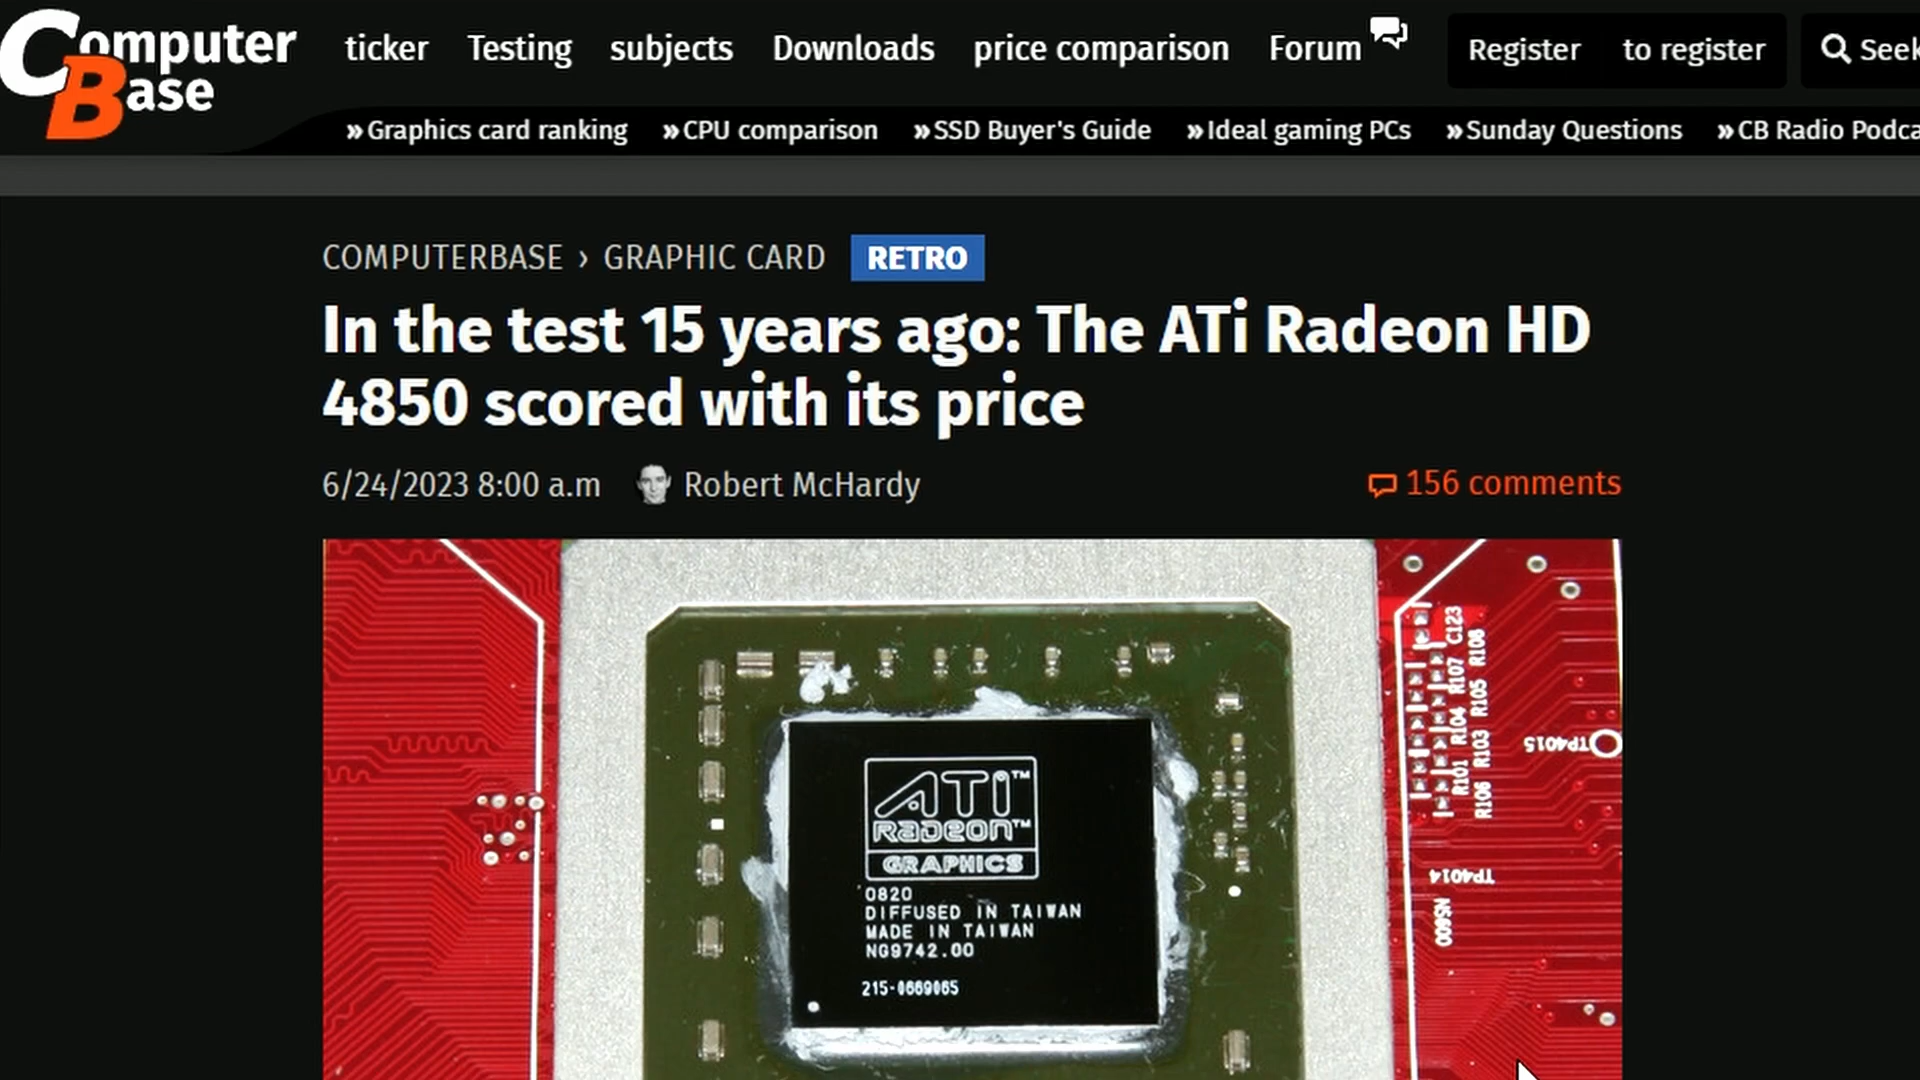 Computer
Base
ticker Testing subjects Downloads price comparison Forum Register to register Seek
»Graphics card ranking »CPU comparison »SSD Buyer's Guide »Ideal gaming PCs »Sunday Questions »CB Radio Podca
COMPUTERBASE › GRAPHIC CARD RETRO
In the test 15 years ago: The ATi Radeon HD
4850 scored with its price
6/24/2023 8:00 a.m Robert McHardy 156 comments
C123
R108
R107
R105
R104
R103
R101
R106
TP4015
TP4014
NS600
ATI™
RADEON™
GRAPHICS
0820
DIFFUSED IN TAIWAN
MADE IN TAIWAN
NG9742.00
215-0669065